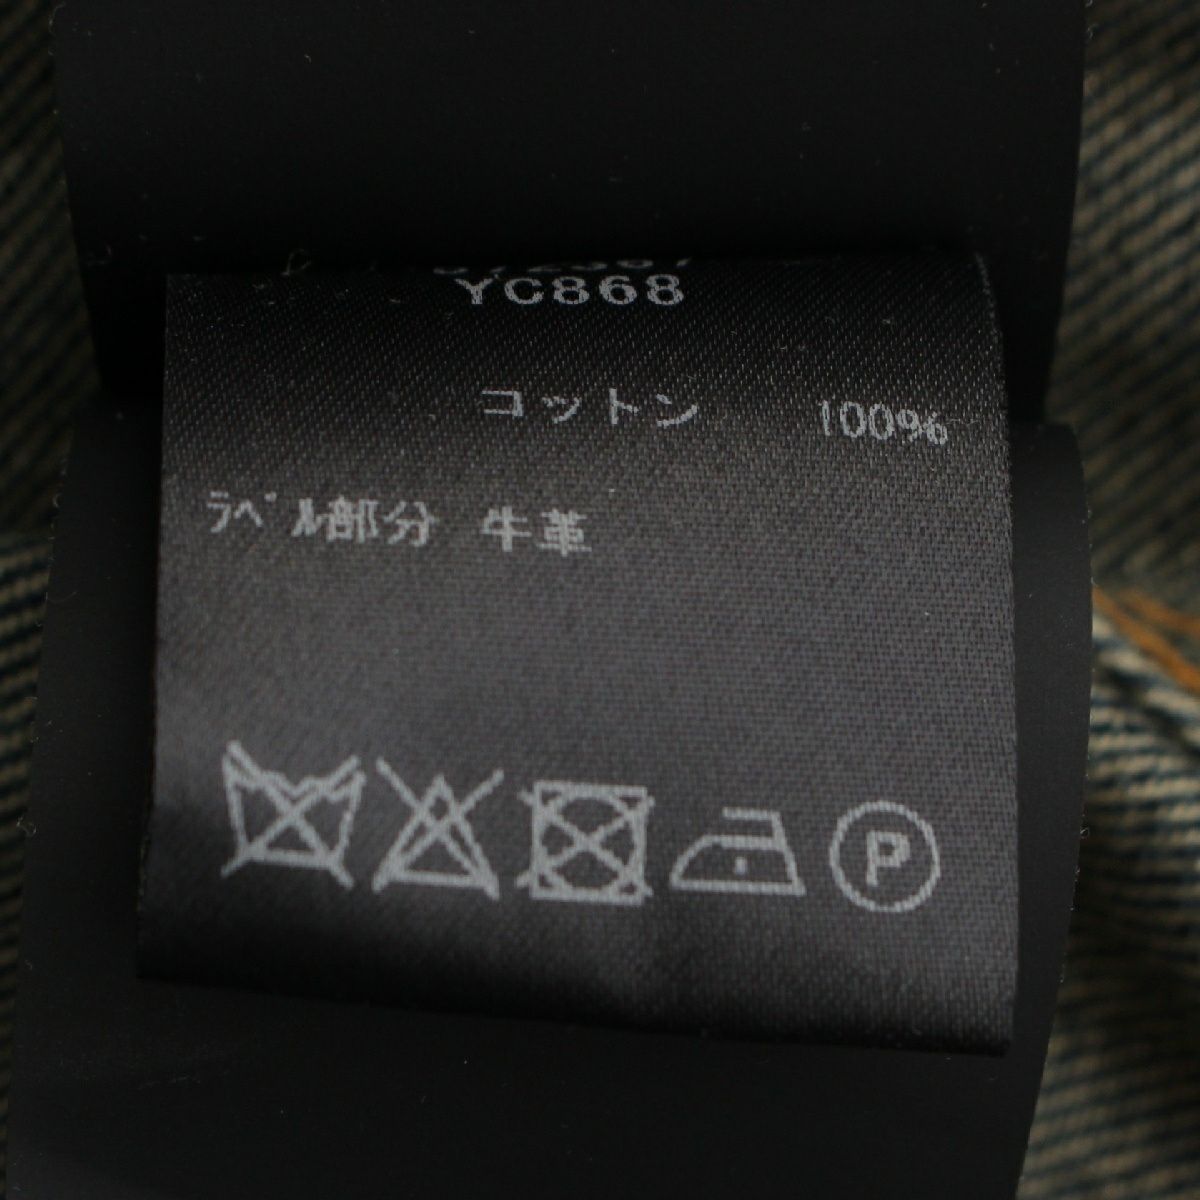 YC868
コットン 100%
ﾗﾍﾞﾙ部分 牛革
P